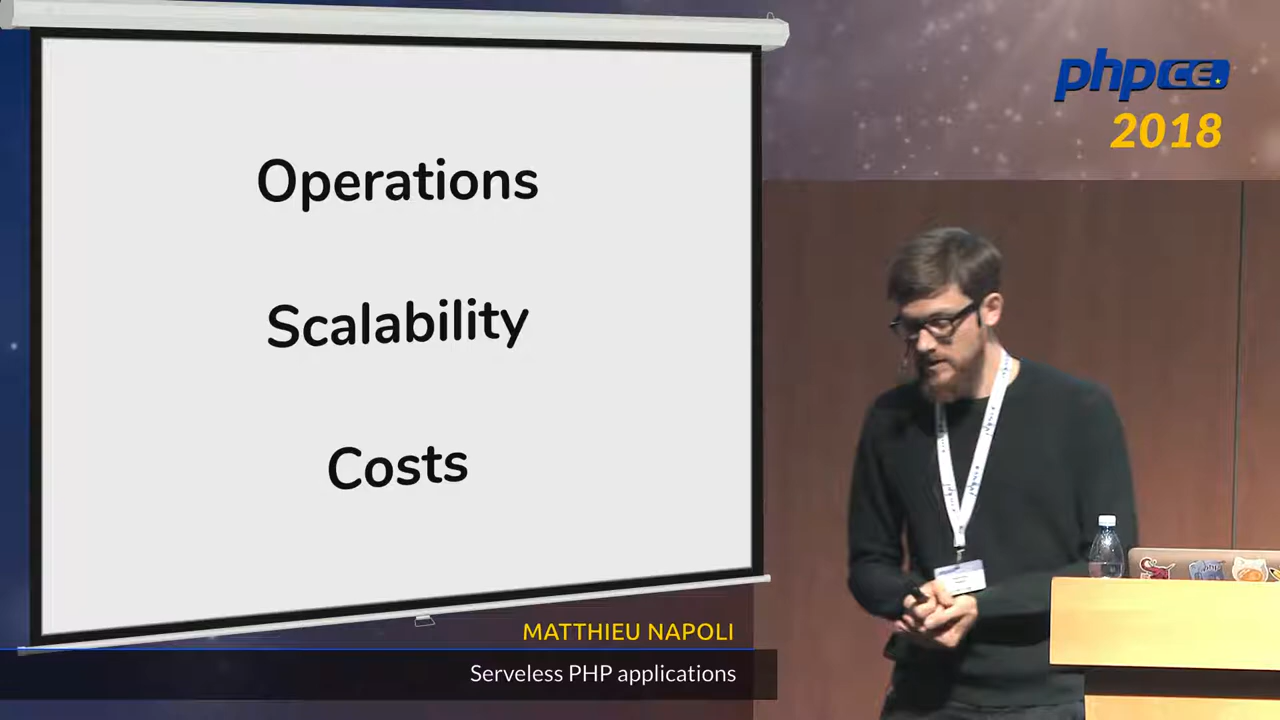 Operations
Scalability
Costs
phpCE.
2018
MATTHIEU NAPOLI
Serveless PHP applications